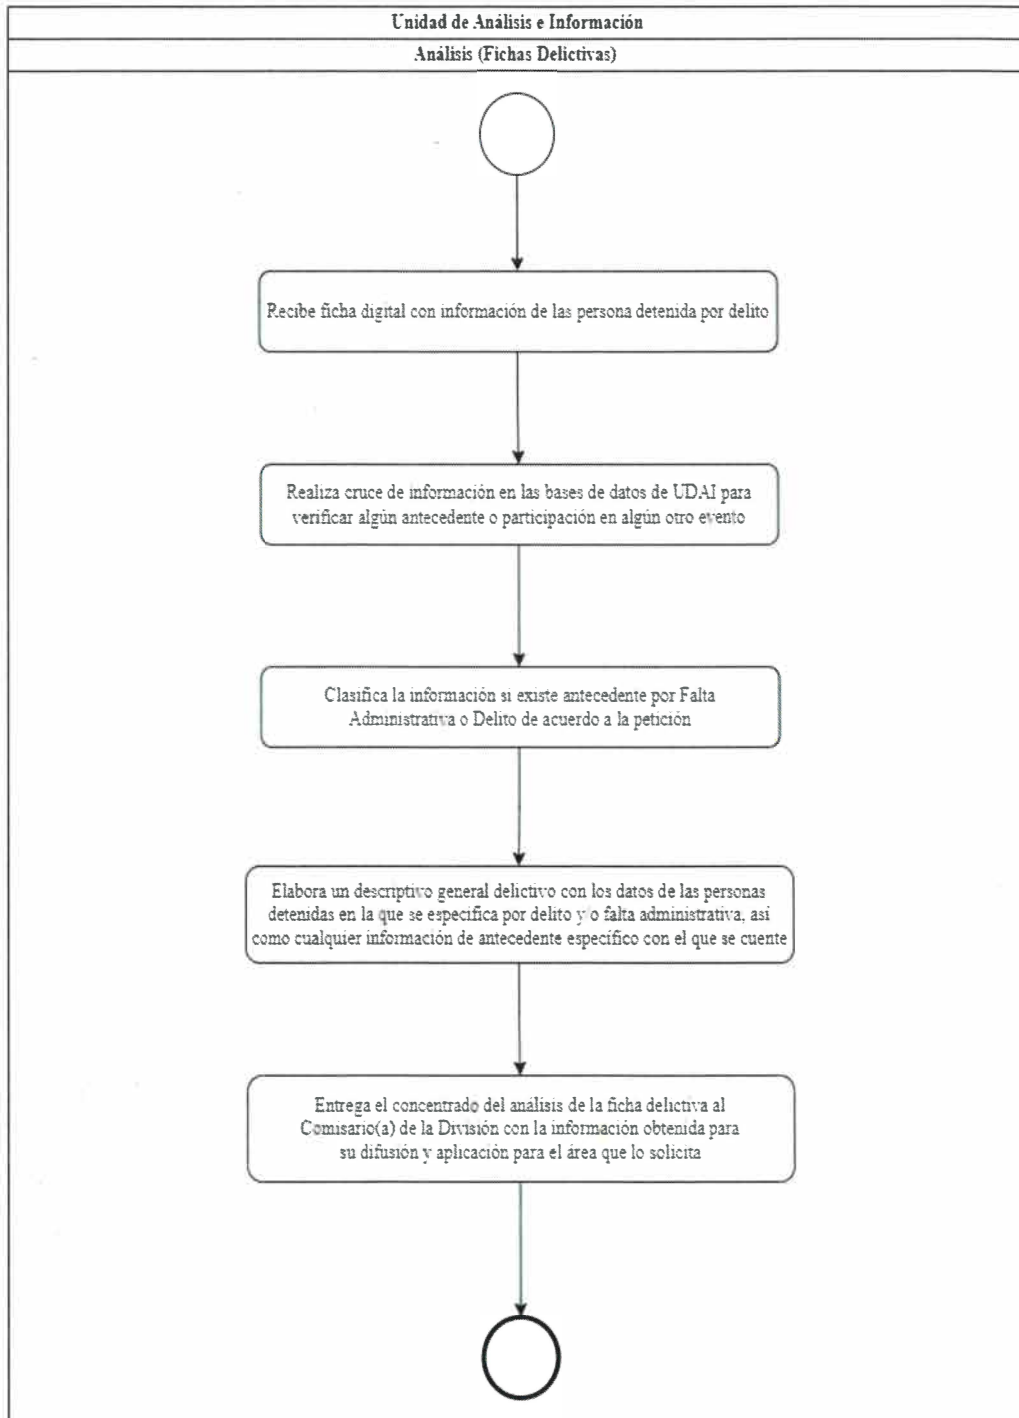 Unidad de Análisis e Información
Análisis (Fichas Delictivas)
Recibe ficha digital con información de las persona detenida por delito
Realiza cruce de información en las bases de datos de UDAI para
verificar algún antecedente o participación en algún otro evento
Clasifica la información si existe antecedente por Falta
Administrativa o Delito de acuerdo a la petición
Elabora un descriptivo general delictivo con los datos de las personas
detenidas en la que se especifica por delito y/o falta administrativa, así
como cualquier información de antecedente específico con el que se cuente
Entrega el concentrado del análisis de la ficha delictiva al
Comisario(a) de la División con la información obtenida para
su difusión y aplicación para el área que lo solicita